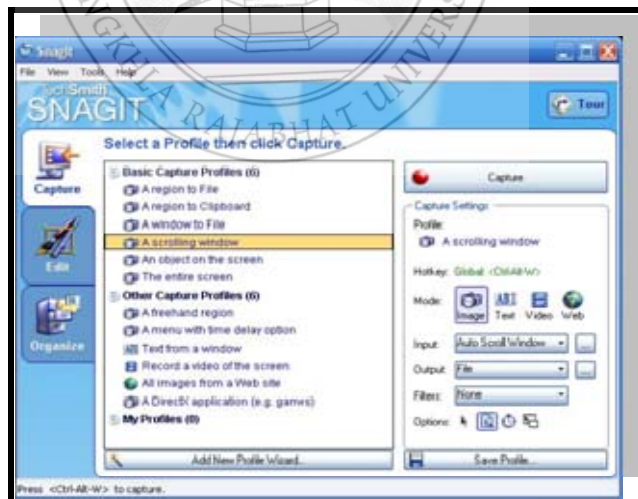 SnagIt
File View Tools Help
TechSmith
SNAGIT
Tour
SONGKHLA RAJABHAT UNIVER
Select a Profile then click Capture.
Capture
Edit
Organize
Basic Capture Profiles (6)
A region to File
A region to Clipboard
A window to File
A scrolling window
An object on the screen
The entire screen
Other Capture Profiles (6)
A freehand region
A menu with time delay option
Text from a window
Record a video of the screen
All images from a Web site
A DirectX application (e.g. games)
My Profiles (0)
Add New Profile Wizard...
Capture
Capture Settings
Profile:
A scrolling window
Hotkey: Global <Ctrl-Alt-W>
Mode:
Image Text Video Web
Input: Auto Scroll Window
Output: File
Filters: None
Options:
Save Profile...
Press <Ctrl-Alt-W> to capture.